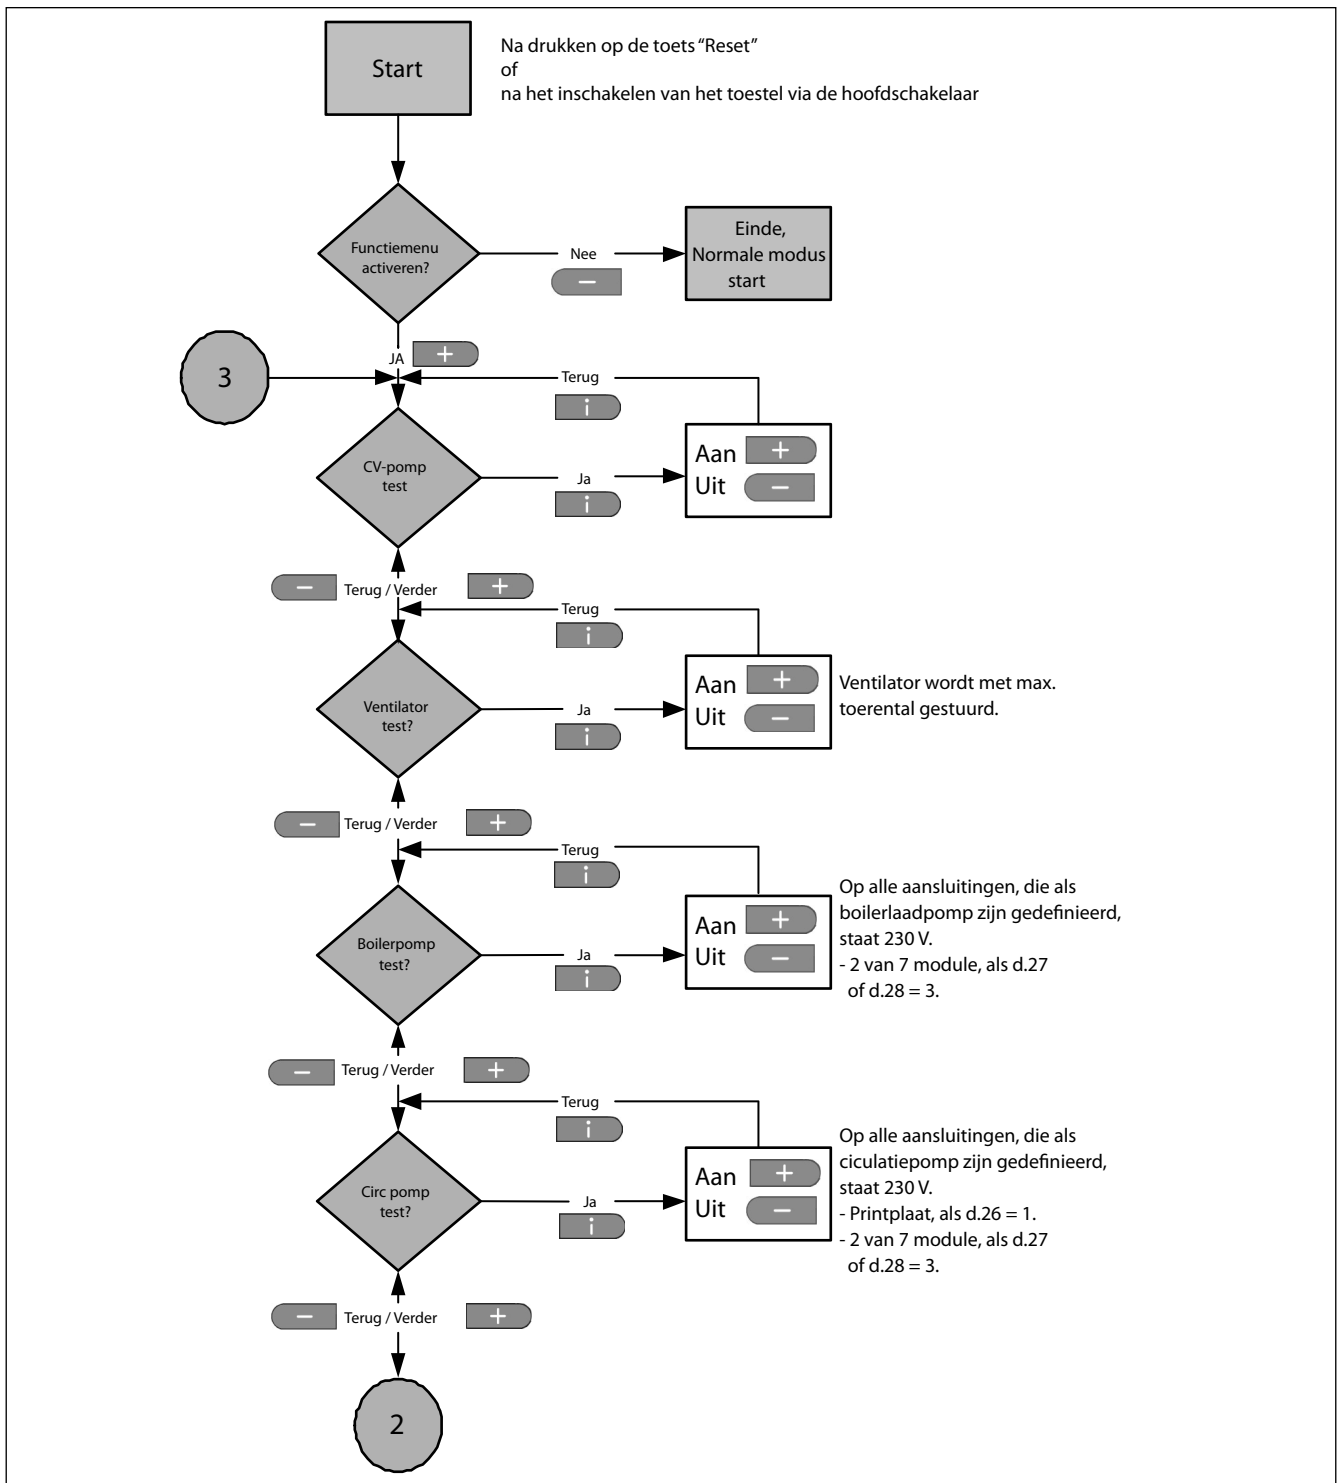 Start
Na drukken op de toets “Reset”
of
na het inschakelen van het toestel via de hoofdschakelaar
Functiemenu
activeren?
Nee
−
Einde,
Normale modus
start
JA +
3
Terug
i
CV-pomp
test
Ja
i
Aan +
Uit −
− Terug / Verder +
Terug
i
Ventilator
test?
Ja
i
Aan +
Uit −
Ventilator wordt met max.
toerental gestuurd.
− Terug / Verder +
Terug
i
Boilerpomp
test?
Ja
i
Aan +
Uit −
Op alle aansluitingen, die als
boilerlaadpomp zijn gedefinieerd,
staat 230 V.
- 2 van 7 module, als d.27
of d.28 = 3.
− Terug / Verder +
Terug
i
Circ pomp
test?
Ja
i
Aan +
Uit −
Op alle aansluitingen, die als
ciculatiepomp zijn gedefinieerd,
staat 230 V.
- Printplaat, als d.26 = 1.
- 2 van 7 module, als d.27
of d.28 = 3.
− Terug / Verder +
2